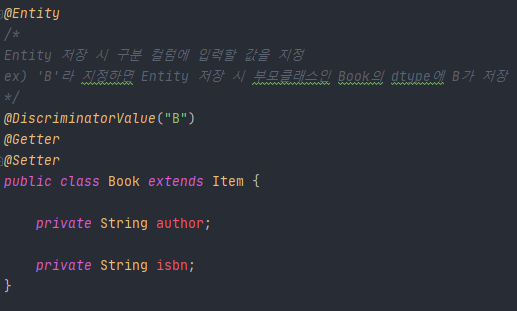 @Entity
/*
Entity 저장 시 구분 컬럼에 입력할 값을 지정
ex) 'B'라 지정하면 Entity 저장 시 부모클래스인 Book의 dtype에 B가 저장
*/
@DiscriminatorValue("B")
@Getter
@Setter
public class Book extends Item {
private String author;
private String isbn;
}